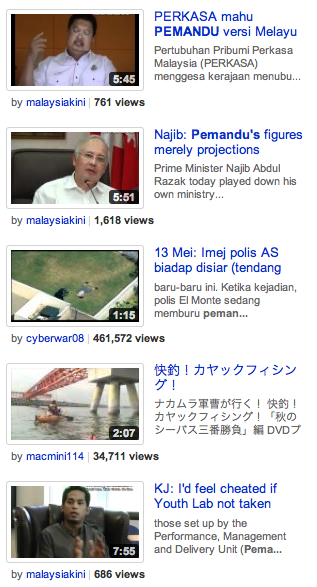 PERKASA mahu
PEMANDU versi Melayu
Pertubuhan Pribumi Perkasa
Malaysia (PERKASA)
menggesa kerajaan menubu...
5:45
by malaysiakini | 761 views
Najib: Pemandu's figures
merely projections
Prime Minister Najib Abdul
Razak today played down his
own ministry...
5:51
by malaysiakini | 1,618 views
13 Mei: Imej polis AS
biadap disiar (tendang
baru-baru ini. Ketika kejadian,
polis El Monte sedang
memburu peman...
1:15
by cyberwar08 | 461,572 views
快釣！カヤックフィシン
グ！
ナカムラ軍曹が行く！ 快釣！
カヤックフィシング！「秋の
シーバス三番勝負」編 DVDプ
2:07
by macmini114 | 34,711 views
KJ: I'd feel cheated if
Youth Lab not taken
those set up by the
Performance, Management
and Delivery Unit (Pema...
7:55
by malaysiakini | 686 views